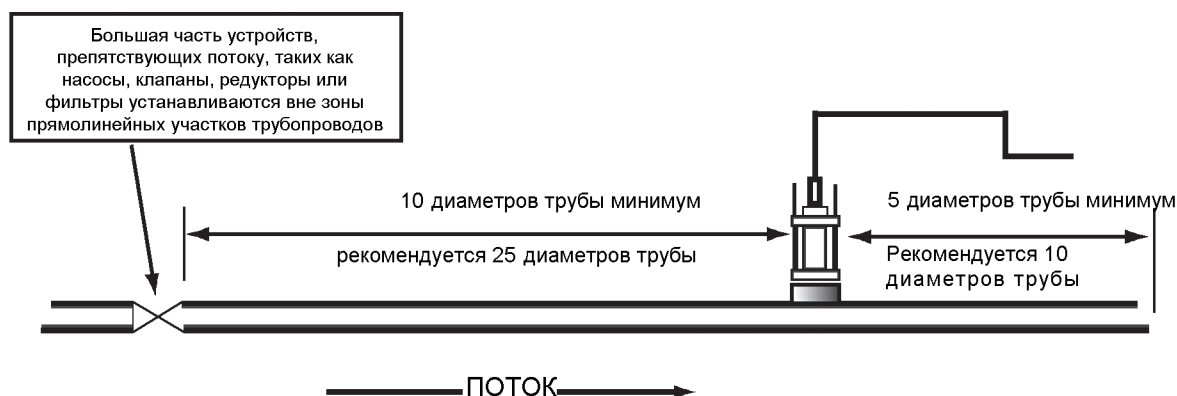 Большая часть устройств,
препятствующих потоку, таких как
насосы, клапаны, редукторы или
фильтры устанавливаются вне зоны
прямолинейных участков трубопроводов
10 диаметров трубы минимум
рекомендуется 25 диаметров трубы
5 диаметров трубы минимум
Рекомендуется 10
диаметров трубы
ПОТОК